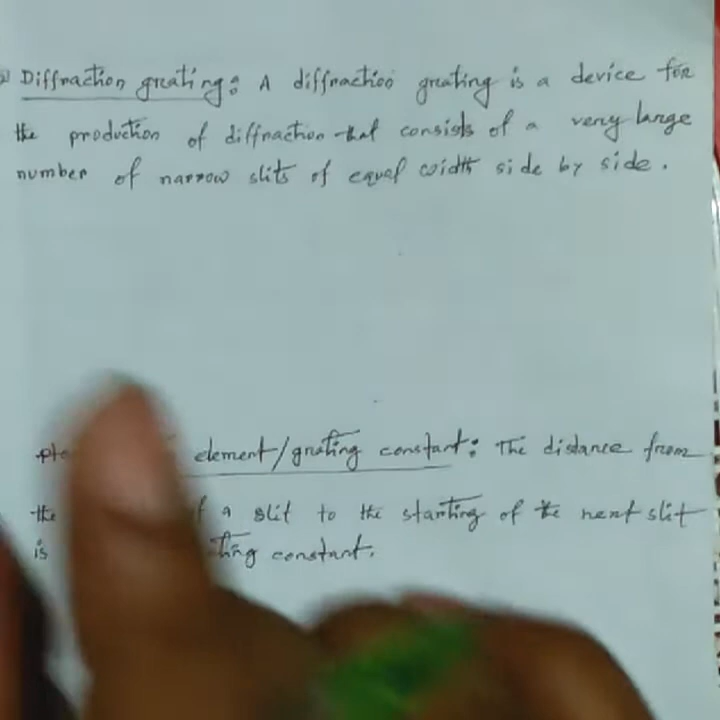 Diffraction grating: A diffraction grating is a device for
the production of diffraction that consists of a very large
number of narrow slits of equal width side by side.
element/grating constant: The distance from
the a slit to the starting of the next slit
is constant.